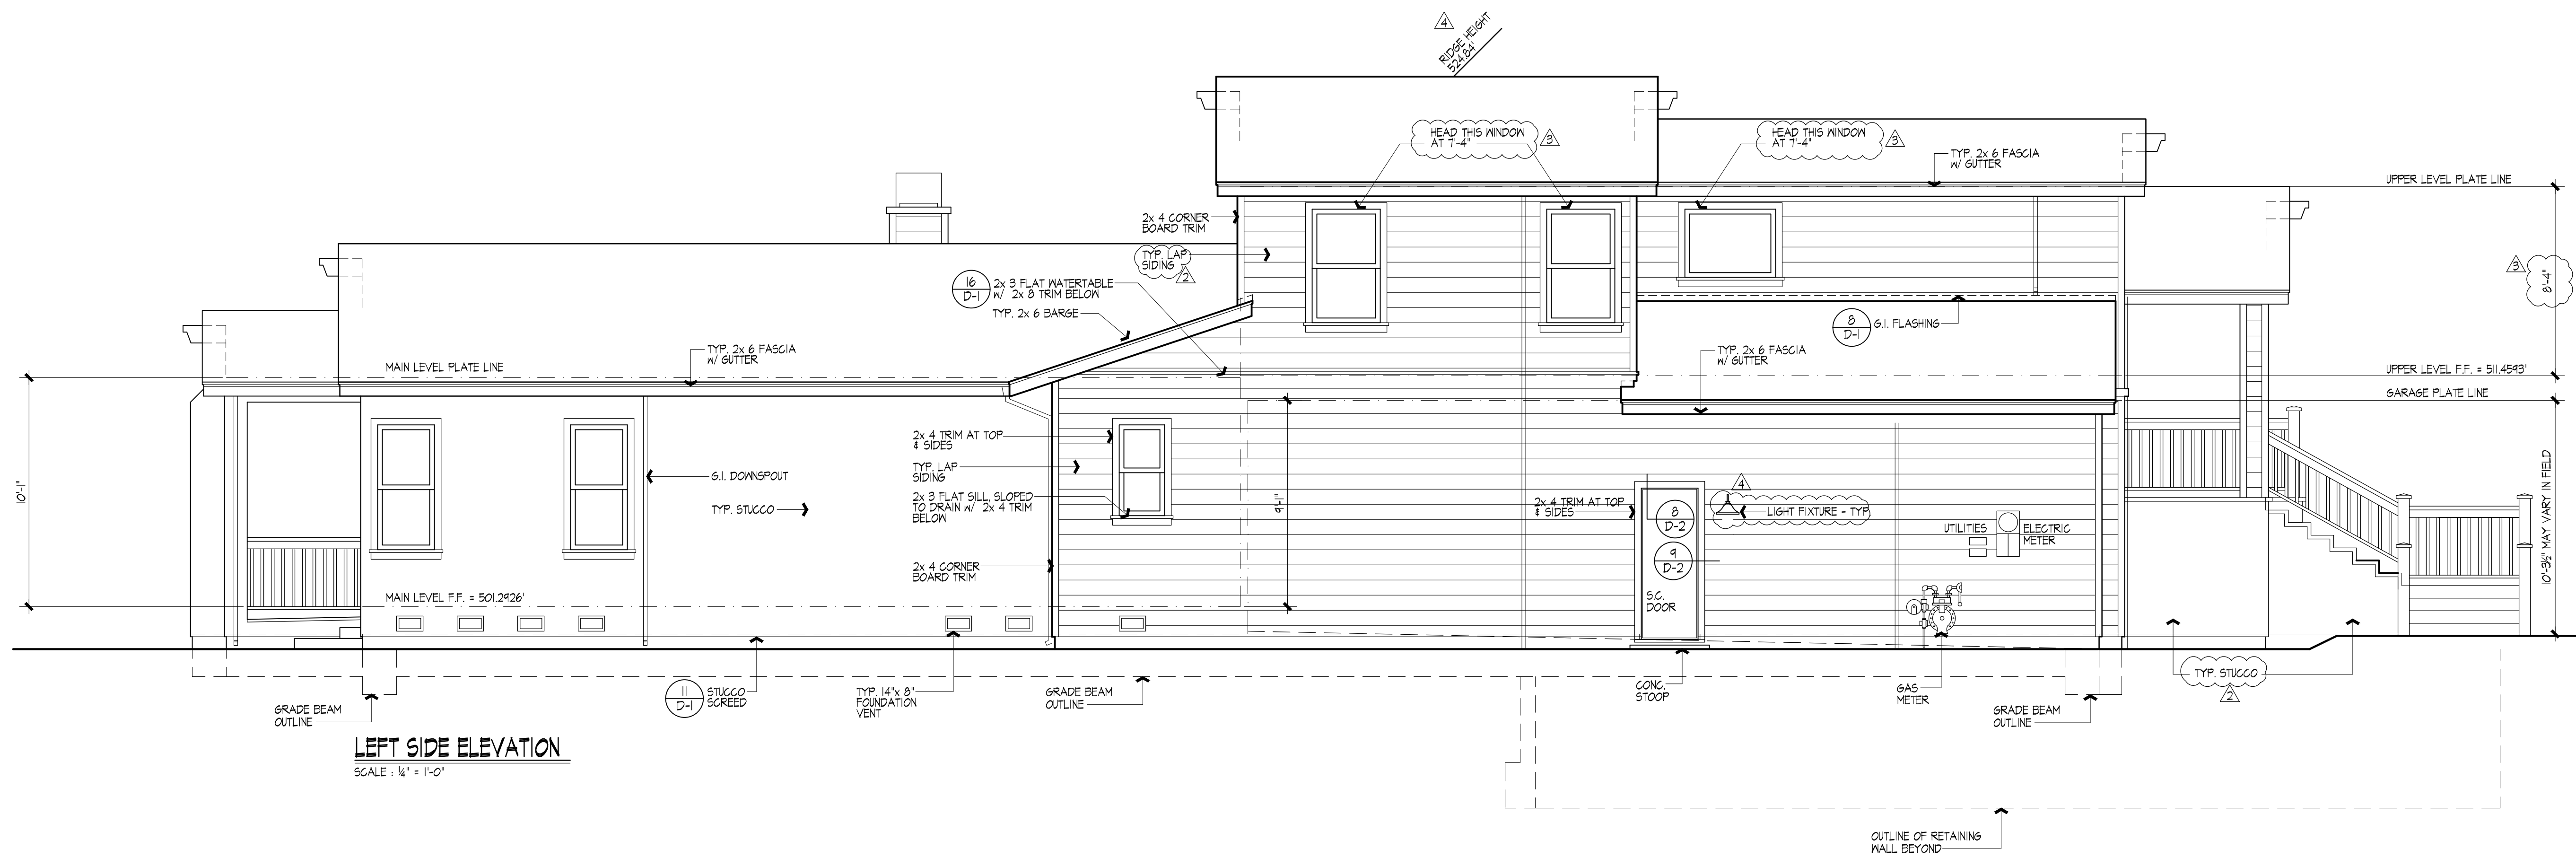 4
RIDGE HEIGHT
524.84'
HEAD THIS WINDOW
AT 7'-4"
3
HEAD THIS WINDOW
AT 7'-4"
3
TYP. 2x 6 FASCIA
W/ GUTTER
UPPER LEVEL PLATE LINE
2x 4 CORNER
BOARD TRIM
TYP. LAP
SIDING
2
16
D-1
2x 3 FLAT WATERTABLE
W/ 2x 8 TRIM BELOW
TYP. 2x 6 BARGE
3
8'-4"
8
D-1
G.I. FLASHING
TYP. 2x 6 FASCIA
W/ GUTTER
TYP. 2x 6 FASCIA
W/ GUTTER
MAIN LEVEL PLATE LINE
UPPER LEVEL F.F. = 511.4593'
GARAGE PLATE LINE
2x 4 TRIM AT TOP
& SIDES
TYP. LAP
SIDING
2x 3 FLAT SILL, SLOPED
TO DRAIN W/ 2x 4 TRIM
BELOW
G.I. DOWNSPOUT
TYP. STUCCO
10'-1"
9'-1"
2x 4 TRIM AT TOP
& SIDES
8
D-2
9
D-2
4
LIGHT FIXTURE - TYP.
UTILITIES
ELECTRIC
METER
10'-3½" MAY VARY IN FIELD
2x 4 CORNER
BOARD TRIM
MAIN LEVEL F.F. = 501.2926'
S.C.
DOOR
GRADE BEAM
OUTLINE
11
D-1
STUCCO
SCREED
TYP. 14"x 8"
FOUNDATION
VENT
GRADE BEAM
OUTLINE
CONC.
STOOP
GAS
METER
GRADE BEAM
OUTLINE
TYP. STUCCO
2
LEFT SIDE ELEVATION
SCALE : ¼" = 1'-0"
OUTLINE OF RETAINING
WALL BEYOND